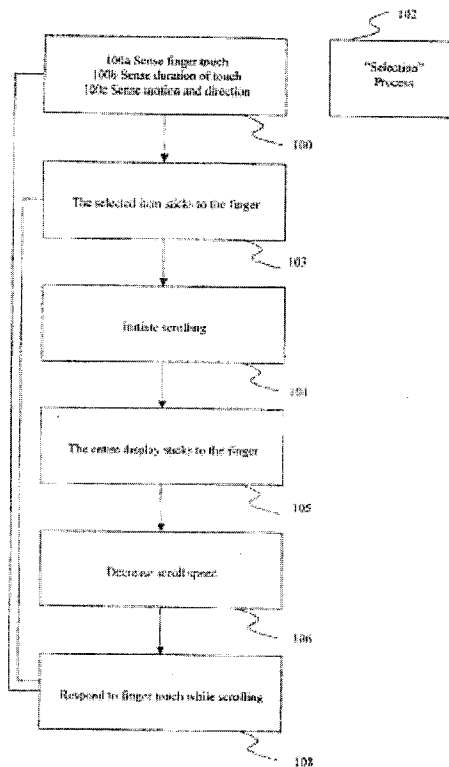 102
100a Sense finger touch
100b Sense duration of touch
100c Sense motion and direction
"Selection"
Process
100
The selected item sticks to the finger
103
Initiate scrolling
104
The entire display sticks to the finger
105
Decrease scroll speed
106
Respond to finger touch while scrolling
108